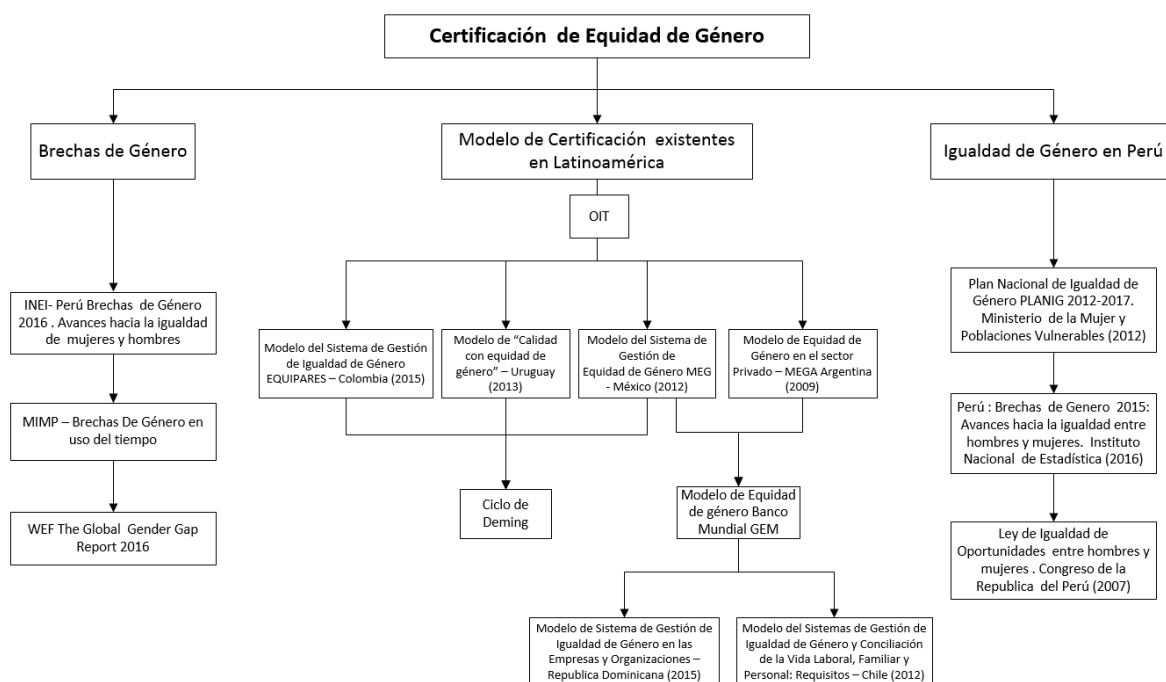 Certificación de Equidad de Género
Brechas de Género
Modelo de Certificación existentes
en Latinoamérica
Igualdad de Género en Perú
OIT
INEI- Perú Brechas de Género
2016 . Avances hacia la igualdad
de mujeres y hombres
MIMP – Brechas De Género en
uso del tiempo
WEF The Global Gender Gap
Report 2016
Modelo del Sistema de Gestión
de Igualdad de Género
EQUIPARES – Colombia (2015)
Modelo de “Calidad
con equidad de
género” – Uruguay
(2013)
Modelo del Sistema de
Gestión de
Equidad de Género MEG
- México (2012)
Modelo de Equidad de
Género en el sector
Privado – MEGA Argentina
(2009)
Ciclo de
Deming
Modelo de Equidad
de género Banco
Mundial GEM
Modelo de Sistema de Gestión de
Igualdad de Género en las
Empresas y Organizaciones –
Republica Dominicana (2015)
Modelo del Sistemas de Gestión de
Igualdad de Género y Conciliación
de la Vida Laboral, Familiar y
Personal: Requisitos – Chile (2012)
Plan Nacional de Igualdad de
Género PLANIG 2012-2017.
Ministerio de la Mujer y
Poblaciones Vulnerables (2012)
Perú : Brechas de Genero 2015:
Avances hacia la igualdad entre
hombres y mujeres. Instituto
Nacional de Estadística (2016)
Ley de Igualdad de
Oportunidades entre hombres y
mujeres . Congreso de la
Republica del Perú (2007)